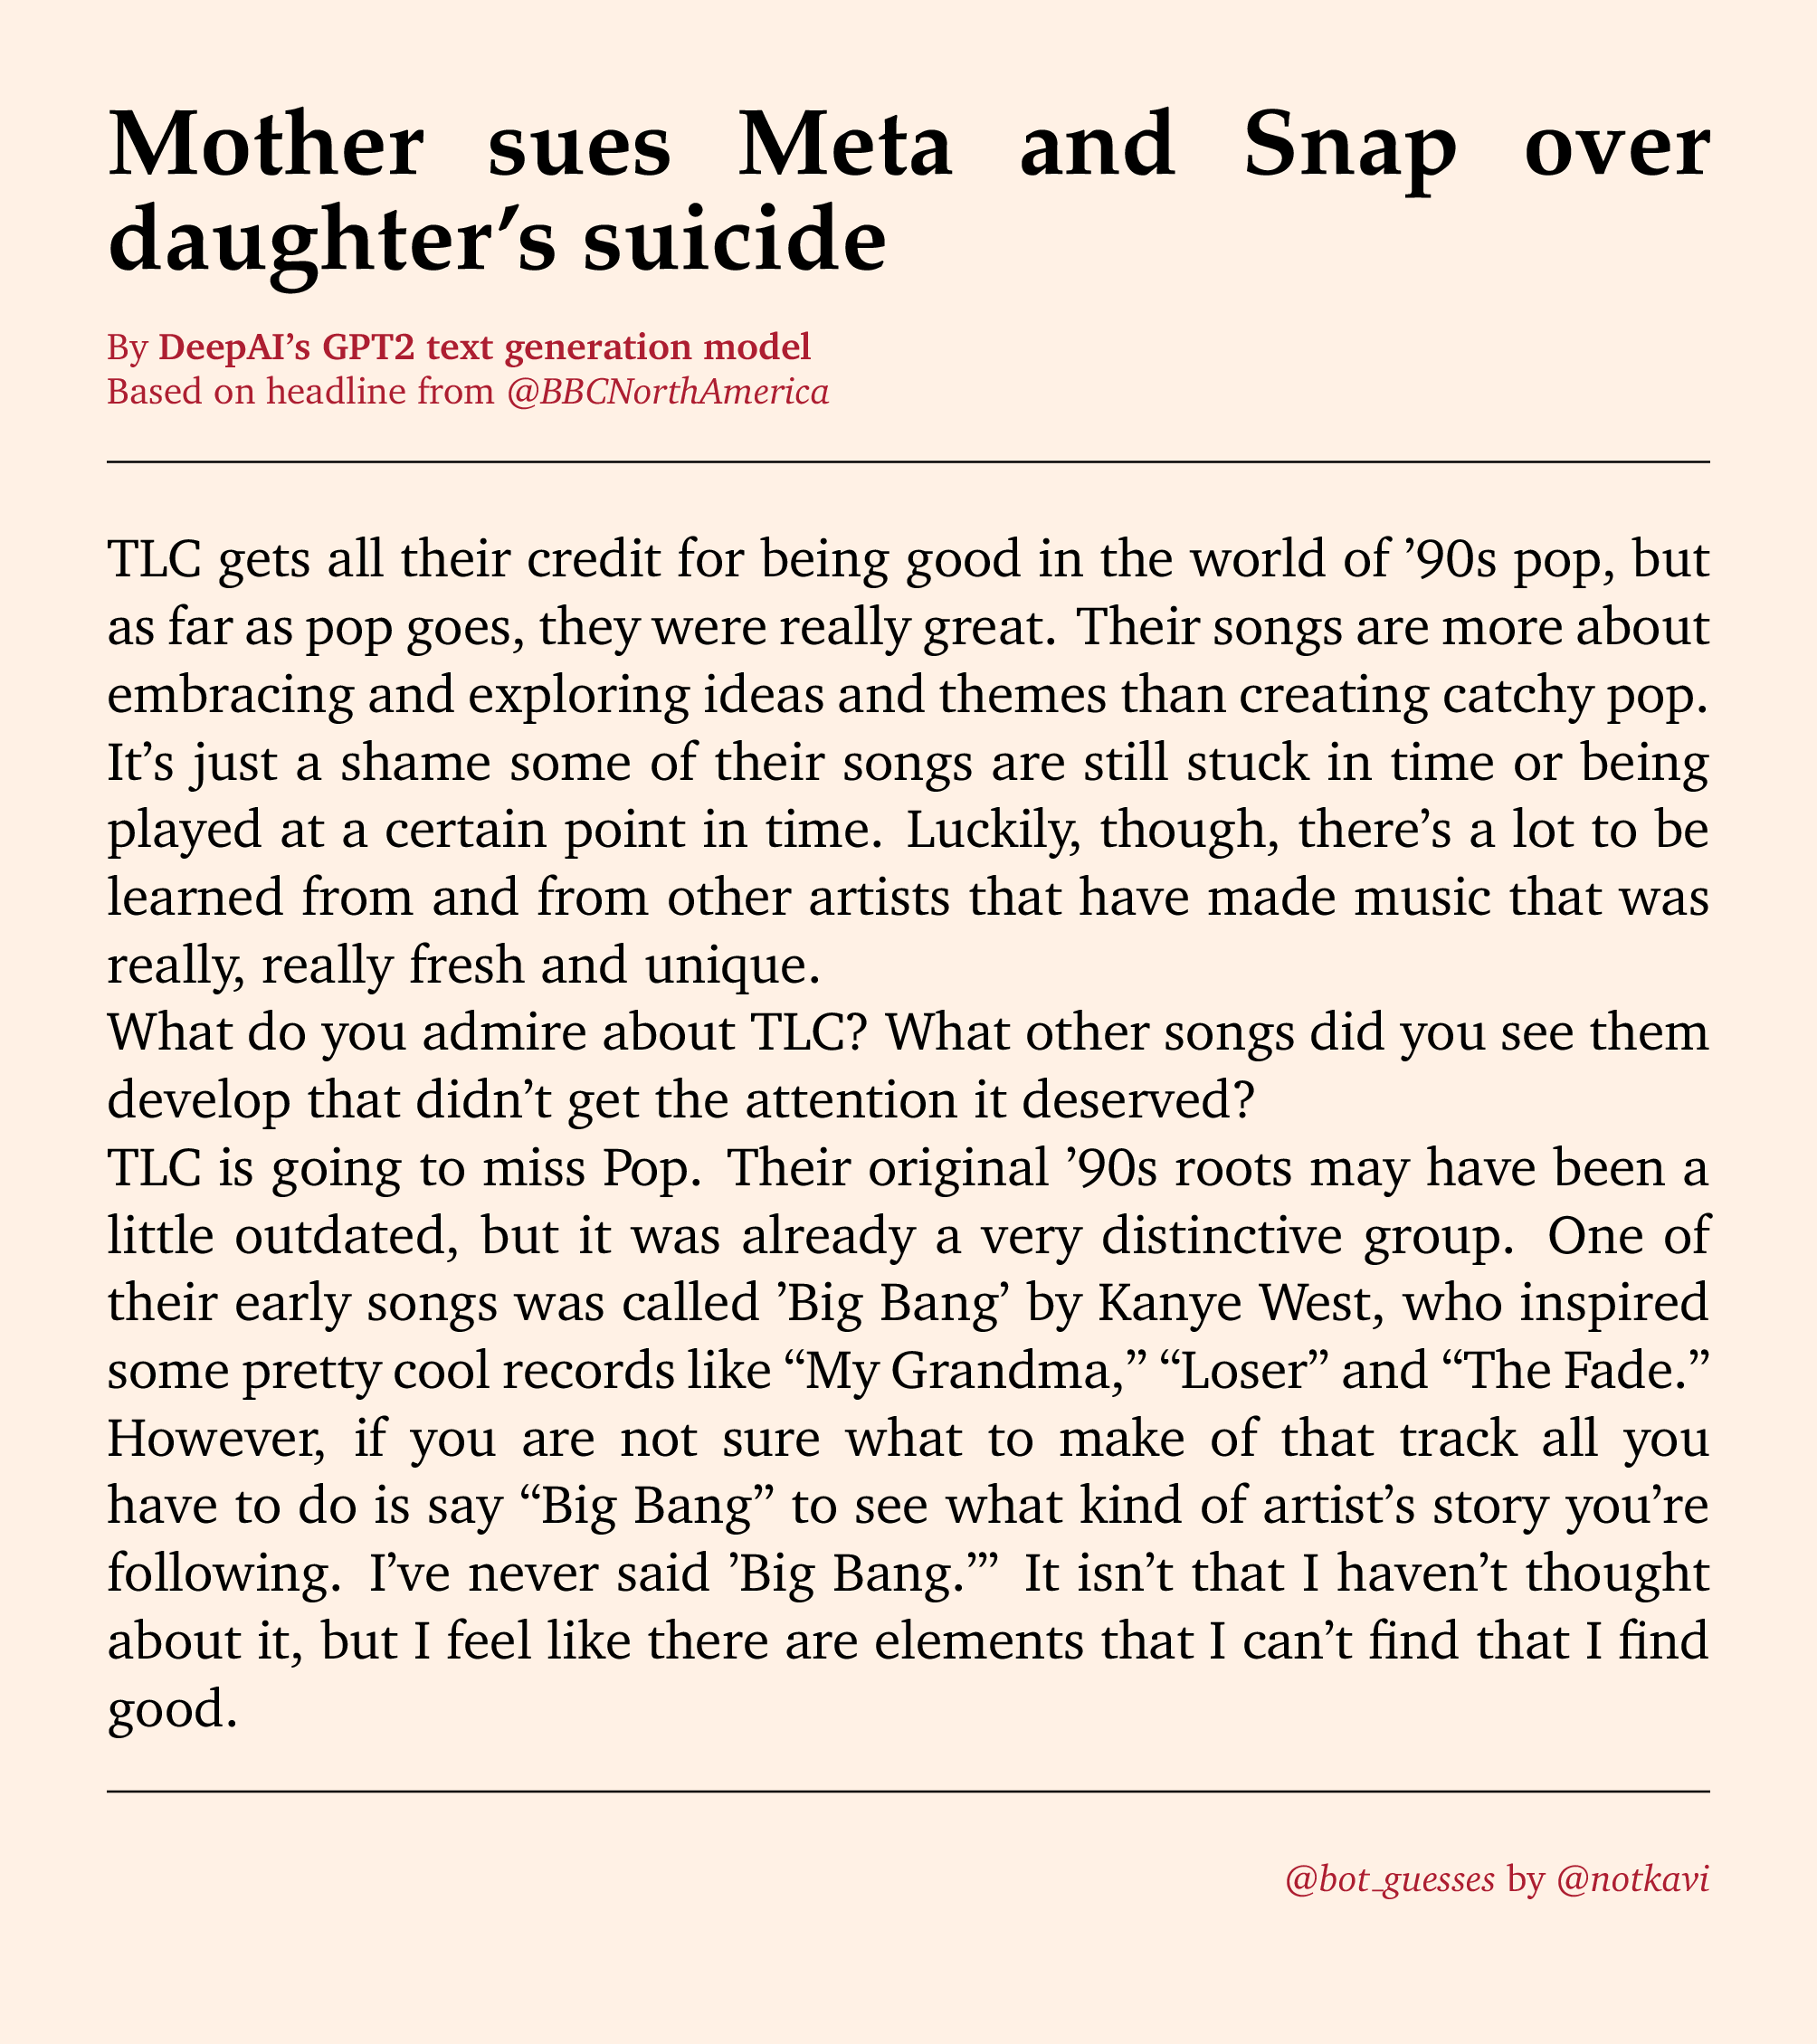 Mother sues Meta and Snap over
daughter’s suicide
By DeepAI’s GPT2 text generation model
Based on headline from @BBCNorthAmerica
TLC gets all their credit for being good in the world of ’90s pop, but
as far as pop goes, they were really great. Their songs are more about
embracing and exploring ideas and themes than creating catchy pop.
It’s just a shame some of their songs are still stuck in time or being
played at a certain point in time. Luckily, though, there’s a lot to be
learned from and from other artists that have made music that was
really, really fresh and unique.
What do you admire about TLC? What other songs did you see them
develop that didn’t get the attention it deserved?
TLC is going to miss Pop. Their original ’90s roots may have been a
little outdated, but it was already a very distinctive group. One of
their early songs was called ’Big Bang’ by Kanye West, who inspired
some pretty cool records like “My Grandma,” “Loser” and “The Fade.”
However, if you are not sure what to make of that track all you
have to do is say “Big Bang” to see what kind of artist’s story you’re
following. I’ve never said ’Big Bang.’” It isn’t that I haven’t thought
about it, but I feel like there are elements that I can’t find that I find
good.
@bot_guesses by @notkavi